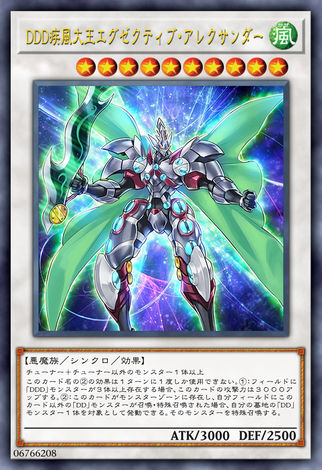 DDD疾風大王エグゼクティブ・アレクサンダー
風
【悪魔族／シンクロ／効果】
チューナー＋チューナー以外のモンスター１体以上
このカード名の②の効果は１ターンに１度しか使用できない。①：フィールドに
「DDD」モンスターが３体以上存在する場合、このカードの攻撃力は３０００ア
ップする。②：このカードがモンスターゾーンに存在し、自分フィールドにこの
カード以外の「DD」モンスターが召喚・特殊召喚された場合、自分の墓地の「DD」モ
ンスター１体を対象として発動できる。そのモンスターを特殊召喚する。
ATK/3000 DEF/2500
06766208